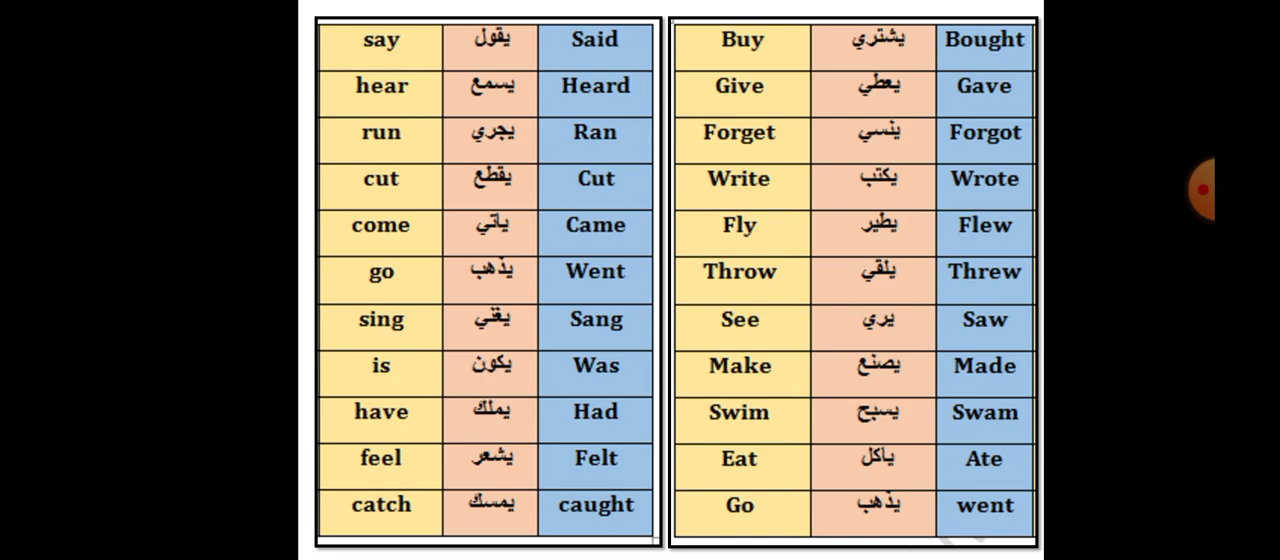 say يقول Said
hear يسمع Heard
run يجري Ran
cut يقطع Cut
come ياتي Came
go يذهب Went
sing يغني Sang
is يكون Was
have يملك Had
feel يشعر Felt
catch يمسك caught
Buy يشتري Bought
Give يعطي Gave
Forget ينسي Forgot
Write يكتب Wrote
Fly يطير Flew
Throw يلقي Threw
See يري Saw
Make يصنع Made
Swim يسبح Swam
Eat ياكل Ate
Go يذهب went